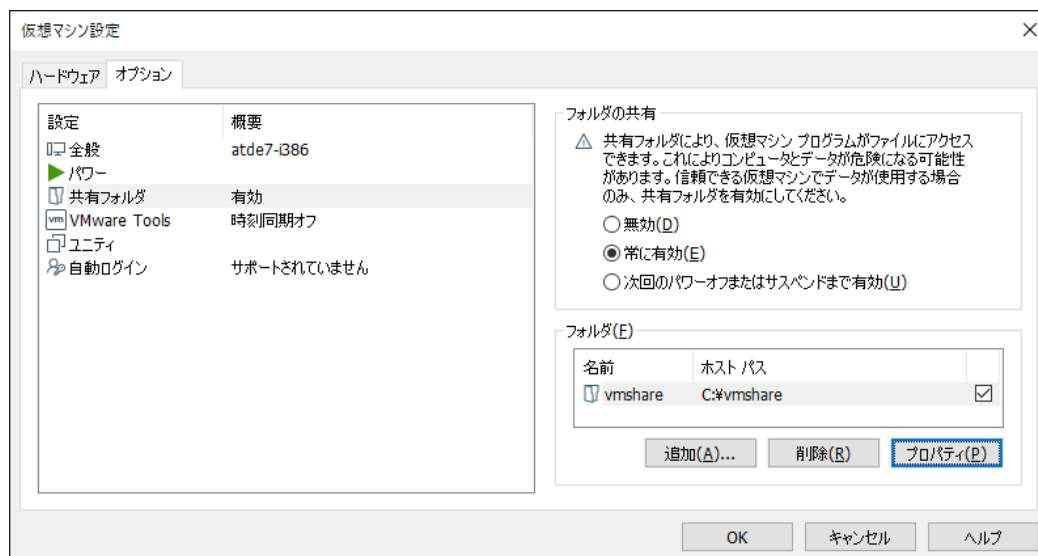 仮想マシン設定
ハードウェア オプション
設定 概要
全般 atde7-i386
パワー
共有フォルダ 有効
vm VMware Tools 時刻同期オフ
ユニティ
自動ログイン サポートされていません
フォルダの共有
共有フォルダにより、仮想マシン プログラムがファイルにアクセス
できます。これによりコンピュータとデータが危険になる可能性
があります。信頼できる仮想マシンでデータが使用する場合
のみ、共有フォルダを有効にしてください。
無効(D)
常に有効(E)
次回のパワーオフまたはサスペンドまで有効(U)
フォルダ(F)
名前 ホスト パス
vmshare C:¥vmshare
追加(A)... 削除(R) プロパティ(P)
OK キャンセル ヘルプ